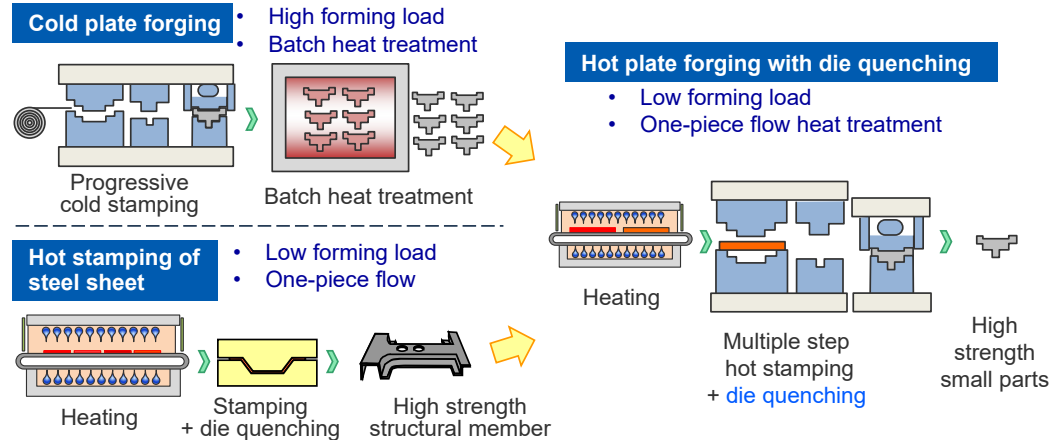 Cold plate forging
• High forming load
• Batch heat treatment
Progressive
cold stamping
Batch heat treatment
Hot stamping of
steel sheet
• Low forming load
• One-piece flow
Heating
Stamping
+ die quenching
High strength
structural member
Hot plate forging with die quenching
• Low forming load
• One-piece flow heat treatment
Heating
Multiple step
hot stamping
+ die quenching
High
strength
small parts